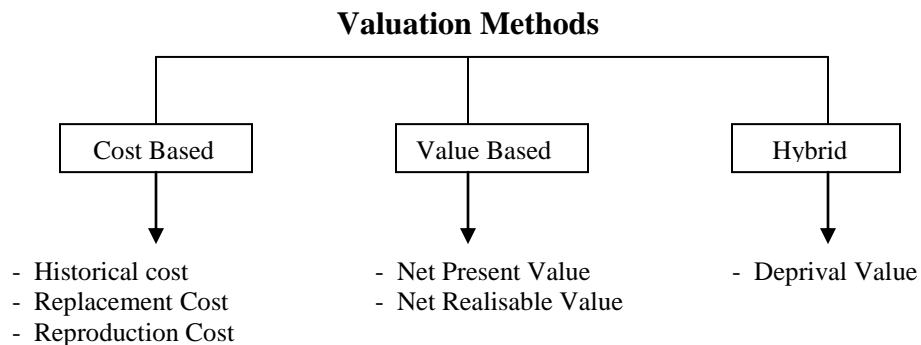 Valuation Methods
Cost Based
Value Based
Hybrid
- Historical cost
- Replacement Cost
- Reproduction Cost
- Net Present Value
- Net Realisable Value
- Deprival Value